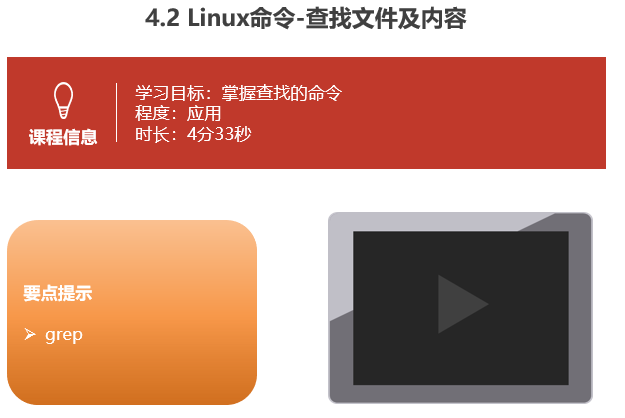 4.2 Linux命令-查找文件及内容
课程信息
学习目标：掌握查找的命令
程度：应用
时长：4分33秒
要点提示
➢ grep